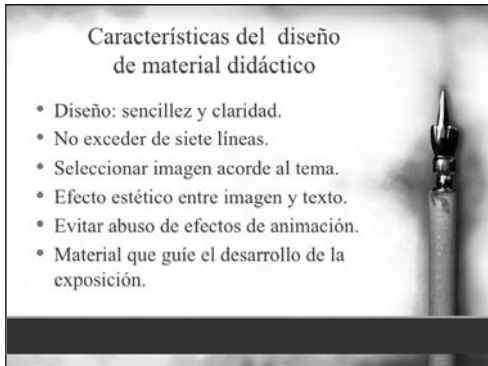 Características del diseño
de material didáctico
• Diseño: sencillez y claridad.
• No exceder de siete líneas.
• Seleccionar imagen acorde al tema.
• Efecto estético entre imagen y texto.
• Evitar abuso de efectos de animación.
• Material que guíe el desarrollo de la
exposición.